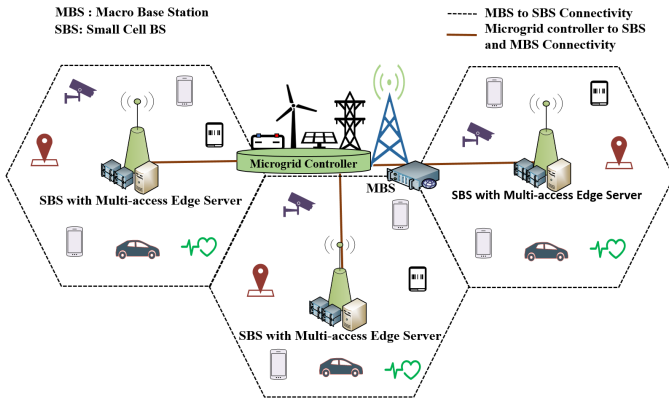 MBS : Macro Base Station
SBS: Small Cell BS
MBS to SBS Connectivity
Microgrid controller to SBS
and MBS Connectivity
Microgrid Controller
MBS
SBS with Multi-access Edge Server
SBS with Multi-access Edge Server
SBS with Multi-access Edge Server